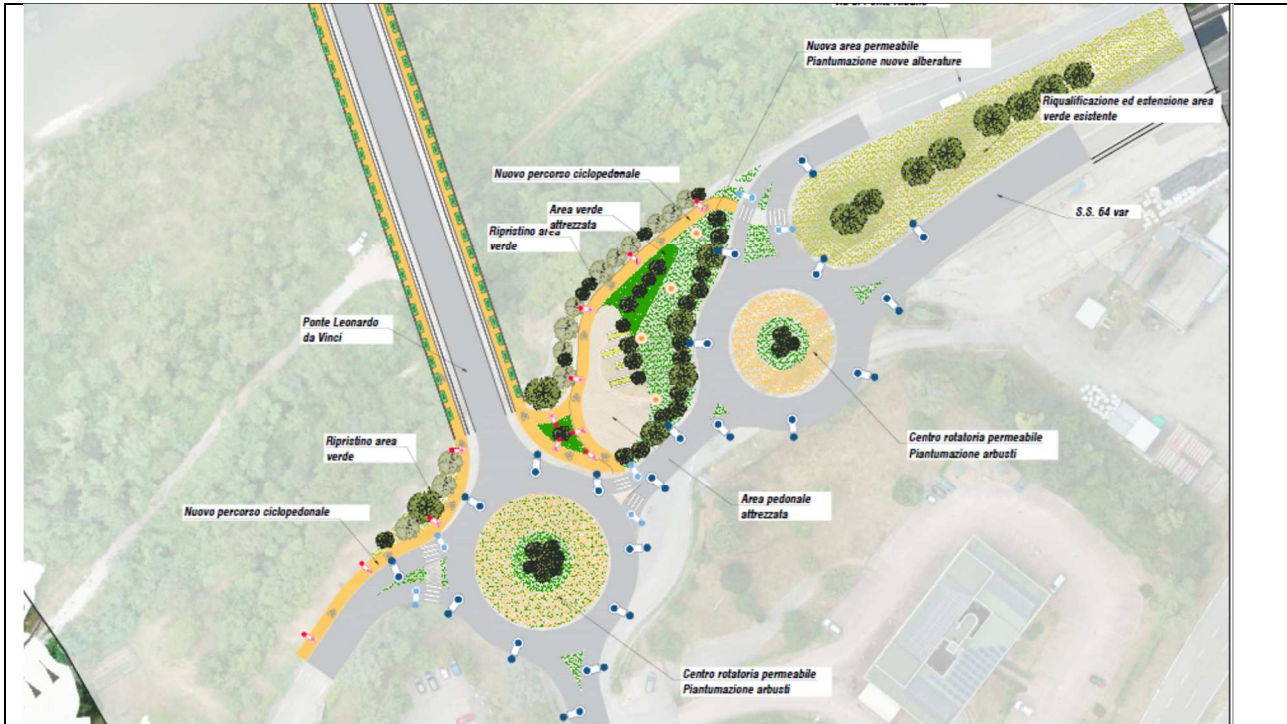 Nuova area permeabile
Piantumazione nuove alberature
Riqualificazione ed estensione area
verde esistente
Nuovo percorso ciclopedonale
Area verde
attrezzata
Ripristino area
verde
S.S. 64 var
Ponte Leonardo
da Vinci
Ripristino area
verde
Centro rotatoria permeabile
Piantumazione arbusti
Area pedonale
attrezzata
Nuovo percorso ciclopedonale
Centro rotatoria permeabile
Piantumazione arbusti